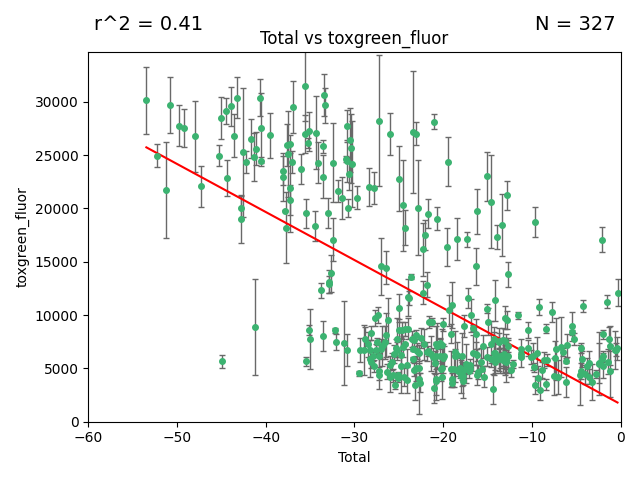 r^2 = 0.41
N = 327
Total vs toxgreen_fluor
30000
25000
20000
15000
10000
5000
0
toxgreen_fluor
−60
−50
−40
−30
−20
−10
0
Total